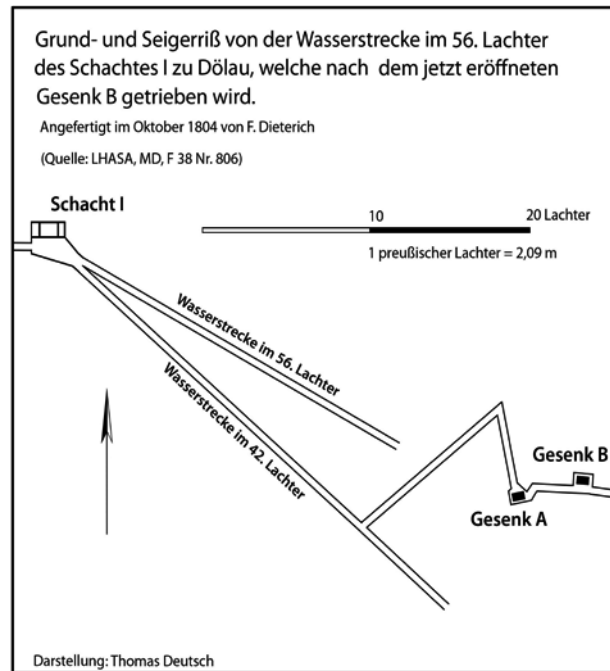 Grund- und Seigerriß von der Wasserstrecke im 56. Lachter
des Schachtes I zu Dölau, welche nach dem jetzt eröffneten
Gesenk B getrieben wird.
Angefertigt im Oktober 1804 von F. Dieterich
(Quelle: LHASA, MD, F 38 Nr. 806)
Schacht I
10
20 Lachter
1 preußischer Lachter = 2,09 m
Wasserstrecke im 56. Lachter
Wasserstrecke im 42. Lachter
Gesenk B
Gesenk A
Darstellung: Thomas Deutsch